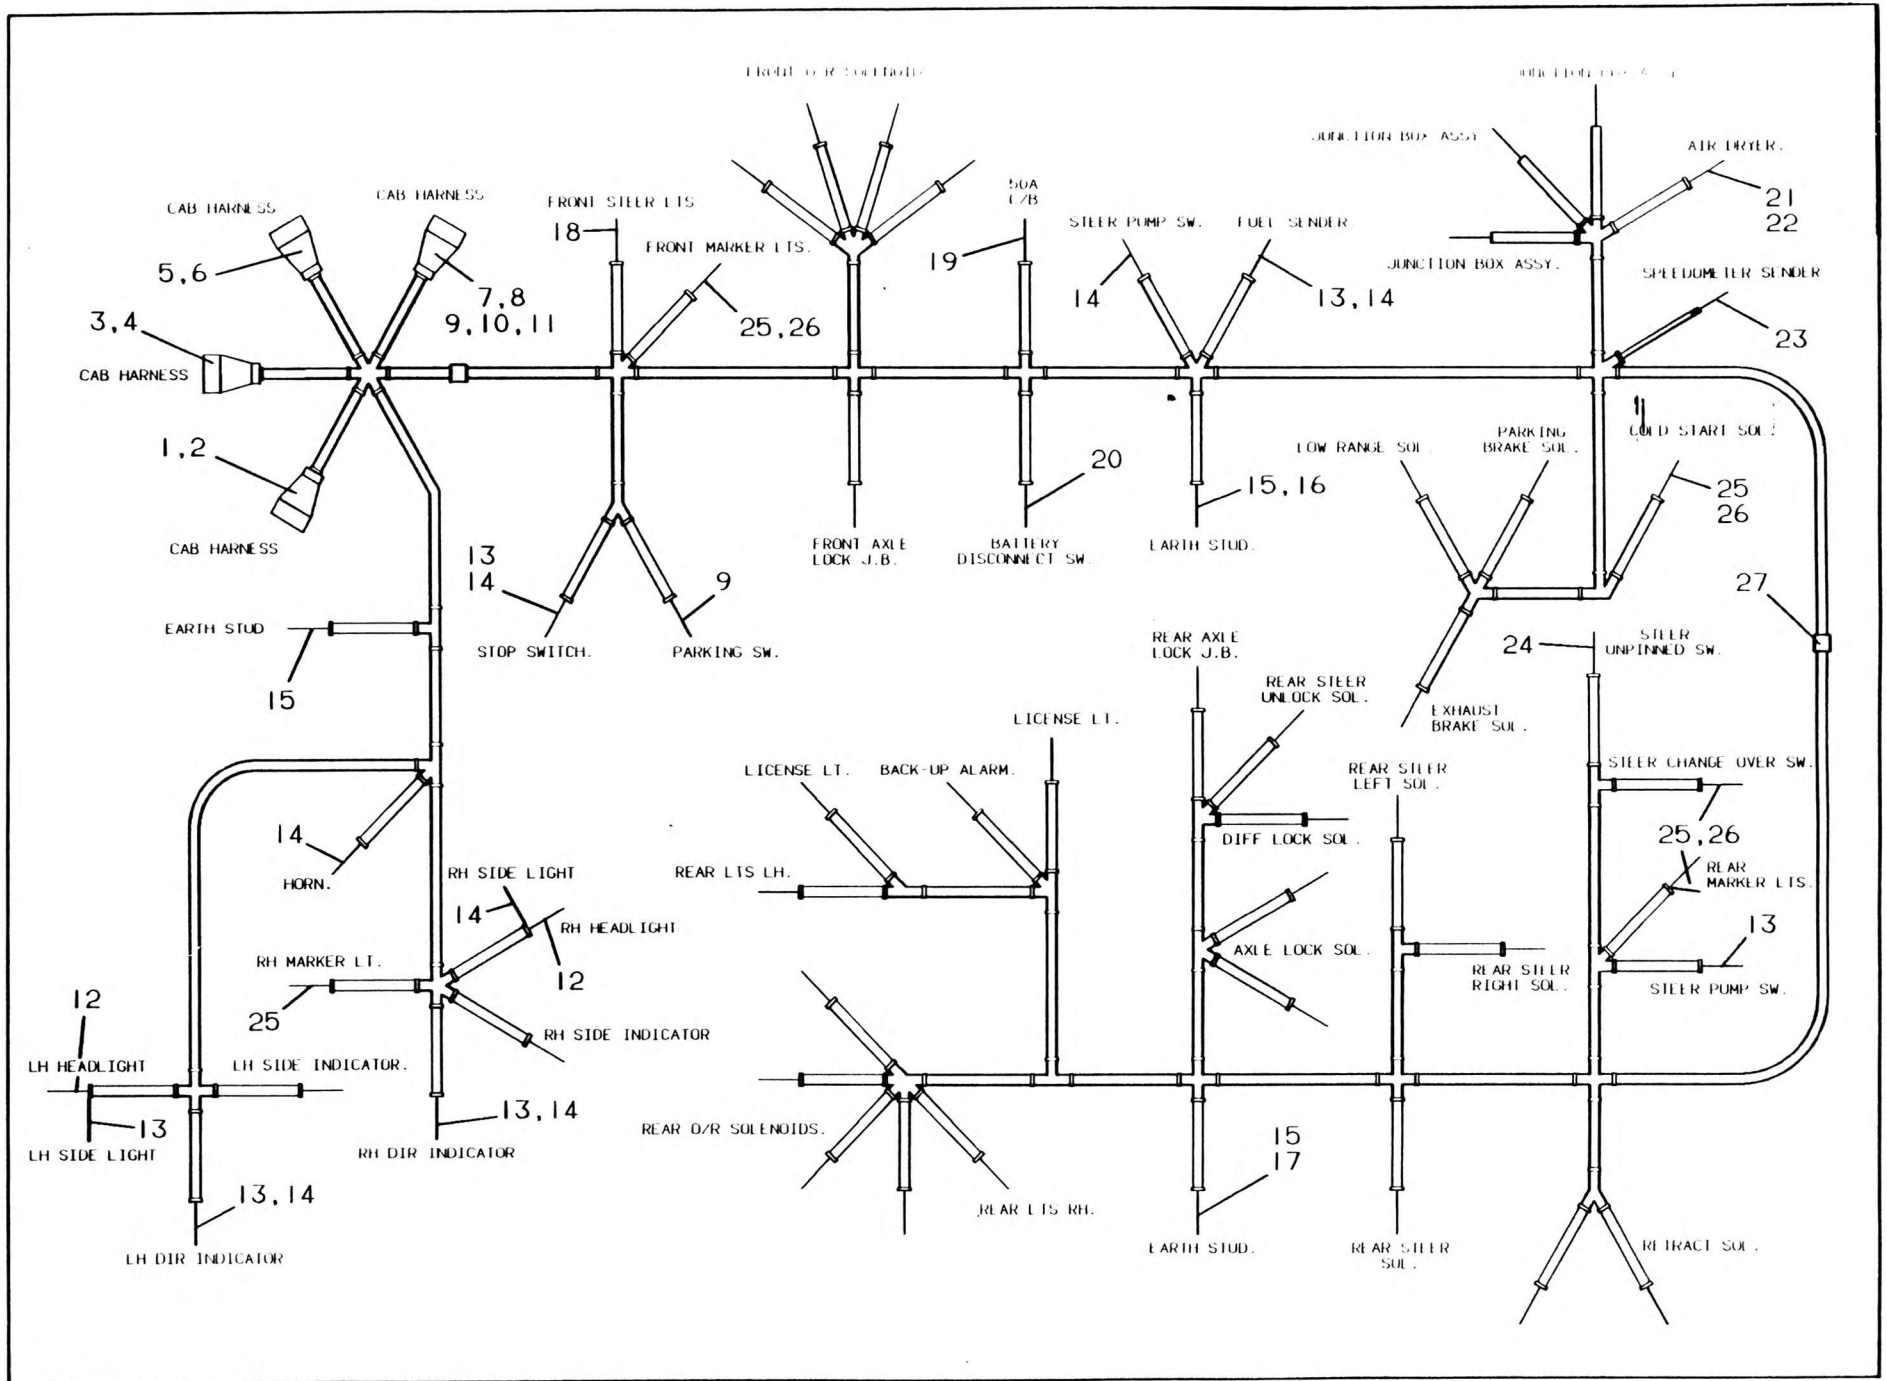 FRONT O/R SOLENOIDS
JUNCTION BOX ASSY
JUNCTION BOX ASSY
AIR DRYER.
21
22
CAB HARNESS
CAB HARNESS
FRONT STEER LTS
18
50A
C/B
STEER PUMP SW.
FUEL SENDER
FRONT MARKER LTS.
19
JUNCTION BOX ASSY.
SPEEDOMETER SENDER
5,6
7,8
9,10,11
14
13,14
3,4
25,26
23
CAB HARNESS
1,2
20
15,16
LOW RANGE SOL.
PARKING
BRAKE SOL.
COLD START SOL.
25
26
CAB HARNESS
13
14
FRONT AXLE
LOCK J.B.
BATTERY
DISCONNECT SW.
EARTH STUD.
9
27
EARTH STUD
STOP SWITCH.
PARKING SW.
REAR AXLE
LOCK J.B.
24
STEER
UNPINNED SW.
15
REAR STEER
UNLOCK SOL.
EXHAUST
BRAKE SOL.
LICENSE LT.
LICENSE LT.
BACK-UP ALARM.
REAR STEER
LEFT SOL.
STEER CHANGE OVER SW.
14
HORN.
DIFF LOCK SOL.
25,26
RH SIDE LIGHT
REAR LTS LH.
REAR
MARKER LTS.
14
RH HEADLIGHT
12
AXLE LOCK SOL.
13
RH MARKER LT.
25
REAR STEER
RIGHT SOL.
STEER PUMP SW.
12
RH SIDE INDICATOR
LH HEADLIGHT
LH SIDE INDICATOR.
13
13,14
REAR O/R SOLENOIDS.
15
17
LH SIDE LIGHT
RH DIR INDICATOR
13,14
REAR LTS RH.
LH DIR INDICATOR
EARTH STUD.
REAR STEER
SOL.
RETRACT SOL.